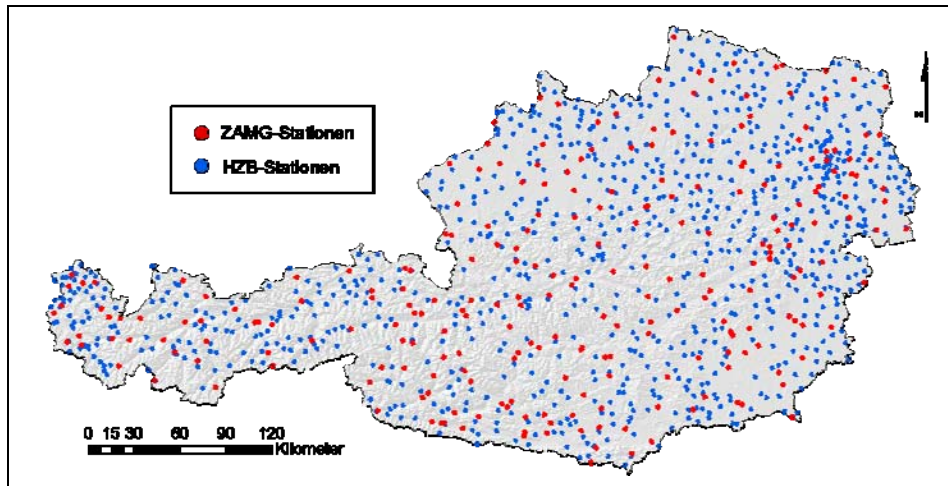 ZAMG-Stationen
HZB-Stationen
N
0 15 30 60 90 120
Kilometer